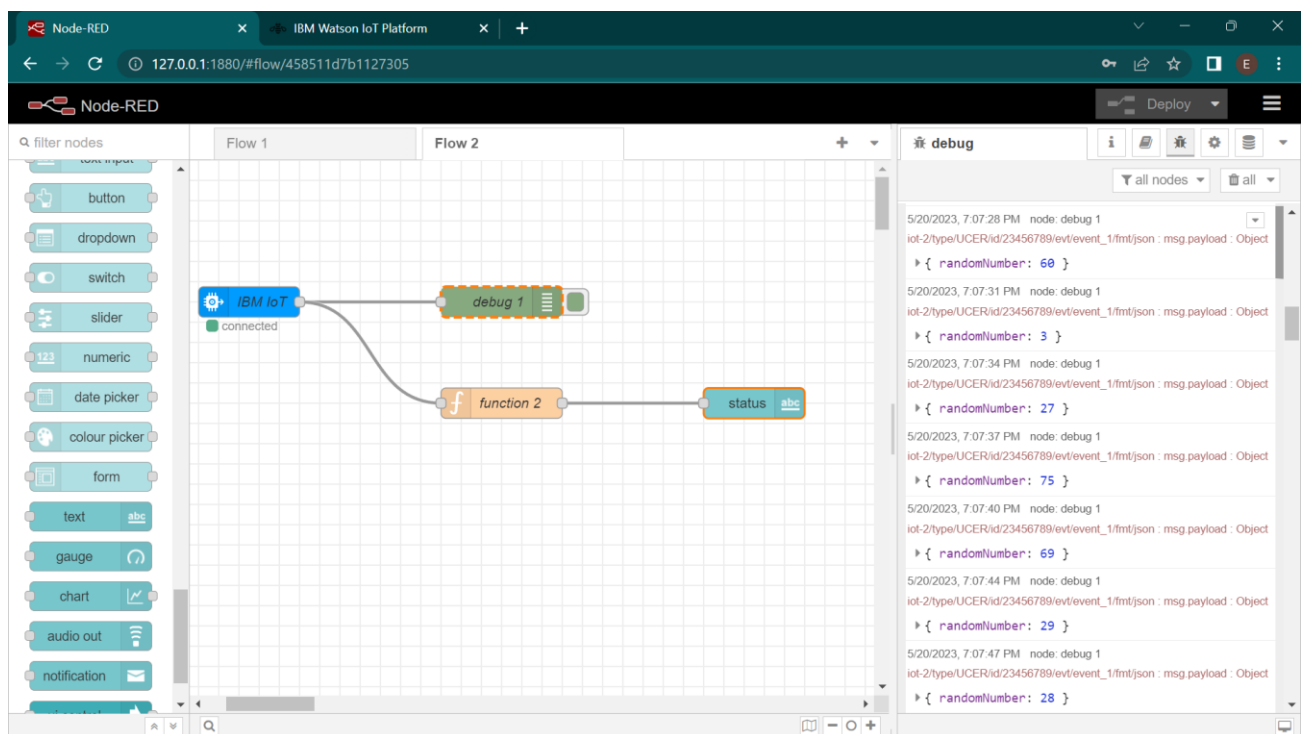 Node-RED
IBM Watson IoT Platform
127.0.0.1:1880/#flow/458511d7b1127305
E
Node-RED
Deploy
filter nodes
text input
button
dropdown
switch
slider
123 numeric
date picker
colour picker
form
text abc
gauge
chart
audio out
notification
Flow 1
Flow 2
IBM IoT
connected
debug 1
function 2
status abc
debug
i
all nodes
all
5/20/2023, 7:07:28 PM node: debug 1
iot-2/type/UCER/id/23456789/evt/event_1/fmt/json : msg.payload : Object
{ randomNumber: 60 }
5/20/2023, 7:07:31 PM node: debug 1
iot-2/type/UCER/id/23456789/evt/event_1/fmt/json : msg.payload : Object
{ randomNumber: 3 }
5/20/2023, 7:07:34 PM node: debug 1
iot-2/type/UCER/id/23456789/evt/event_1/fmt/json : msg.payload : Object
{ randomNumber: 27 }
5/20/2023, 7:07:37 PM node: debug 1
iot-2/type/UCER/id/23456789/evt/event_1/fmt/json : msg.payload : Object
{ randomNumber: 75 }
5/20/2023, 7:07:40 PM node: debug 1
iot-2/type/UCER/id/23456789/evt/event_1/fmt/json : msg.payload : Object
{ randomNumber: 69 }
5/20/2023, 7:07:44 PM node: debug 1
iot-2/type/UCER/id/23456789/evt/event_1/fmt/json : msg.payload : Object
{ randomNumber: 29 }
5/20/2023, 7:07:47 PM node: debug 1
iot-2/type/UCER/id/23456789/evt/event_1/fmt/json : msg.payload : Object
{ randomNumber: 28 }